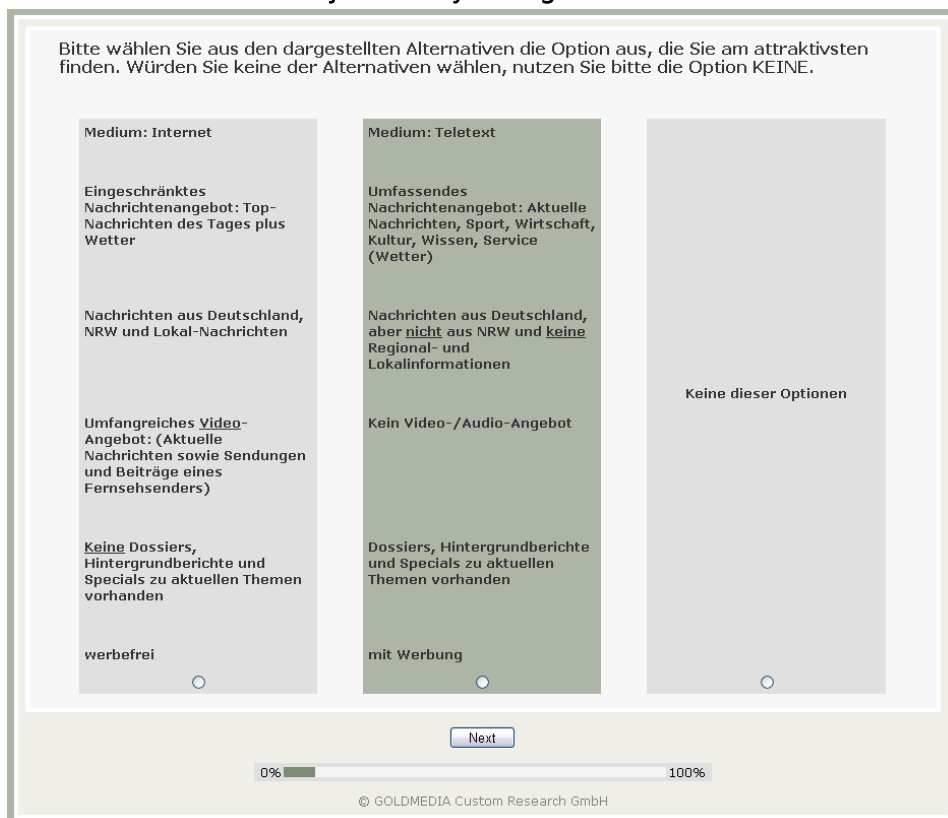 Bitte wählen Sie aus den dargestellten Alternativen die Option aus, die Sie am attraktivsten
finden. Würden Sie keine der Alternativen wählen, nutzen Sie bitte die Option KEINE.
Medium: Internet
Eingeschränktes
Nachrichtenangebot: Top-
Nachrichten des Tages plus
Wetter
Nachrichten aus Deutschland,
NRW und Lokal-Nachrichten
Umfangreiches Video-
Angebot: (Aktuelle
Nachrichten sowie Sendungen
und Beiträge eines
Fernsehsenders)
Keine Dossiers,
Hintergrundberichte und
Specials zu aktuellen Themen
vorhanden
werbefrei
Medium: Teletext
Umfassendes
Nachrichtenangebot: Aktuelle
Nachrichten, Sport, Wirtschaft,
Kultur, Wissen, Service
(Wetter)
Nachrichten aus Deutschland,
aber nicht aus NRW und keine
Regional- und
Lokalinformationen
Kein Video-/Audio-Angebot
Dossiers, Hintergrundberichte
und Specials zu aktuellen
Themen vorhanden
mit Werbung
Keine dieser Optionen
Next
0% 100%
© GOLDMEDIA Custom Research GmbH